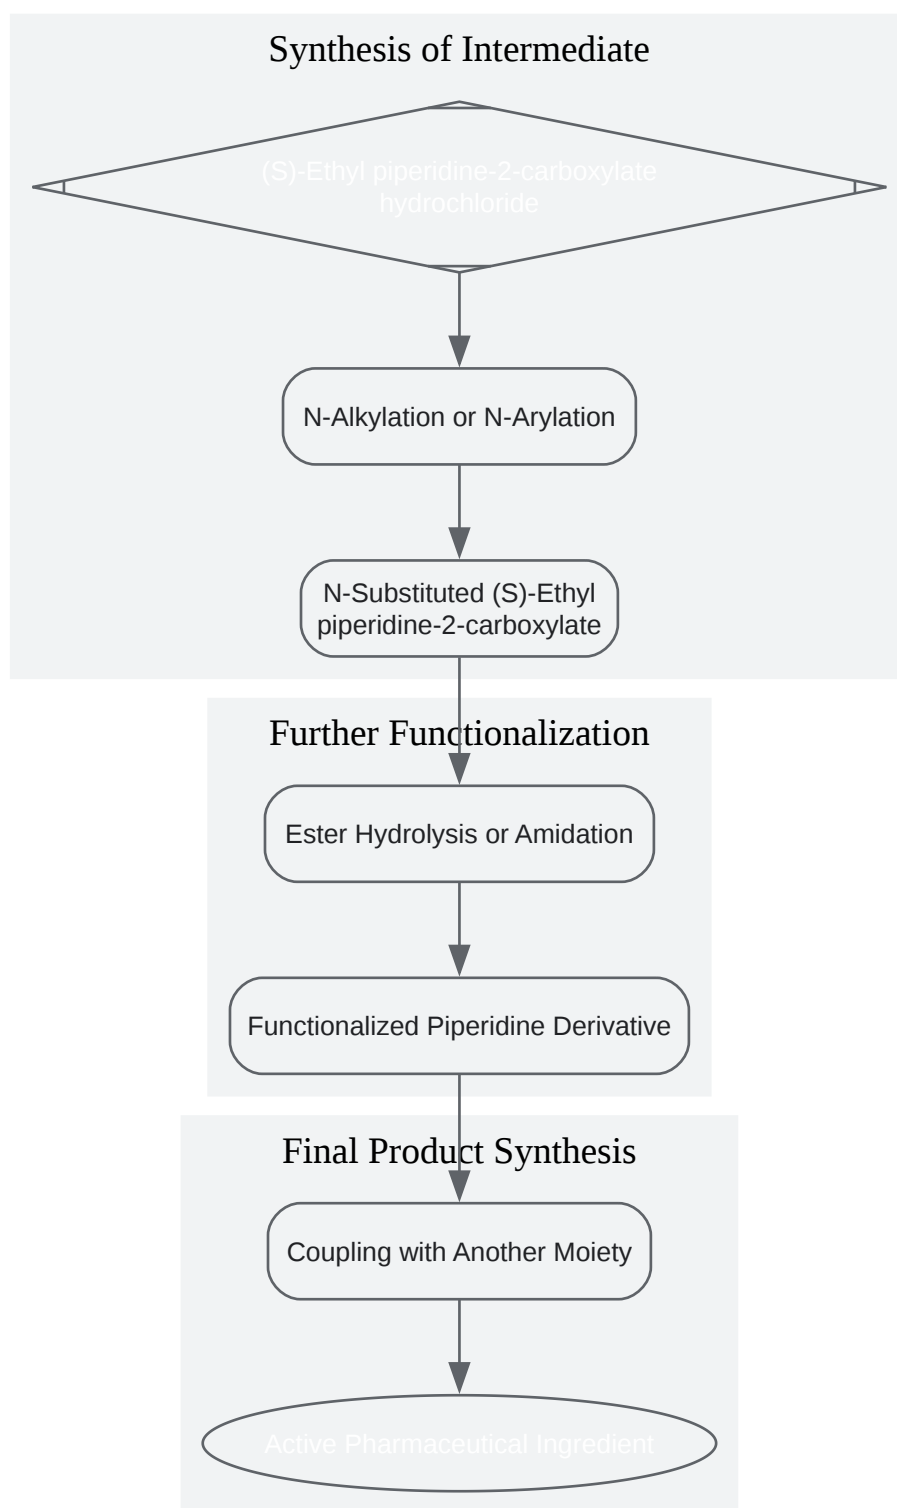 Synthesis of Intermediate
(S)-Ethyl piperidine-2-carboxylate
hydrochloride
N-Alkylation or N-Arylation
N-Substituted (S)-Ethyl
piperidine-2-carboxylate
Further Functionalization
Ester Hydrolysis or Amidation
Functionalized Piperidine Derivative
Final Product Synthesis
Coupling with Another Moiety
Active Pharmaceutical Ingredient